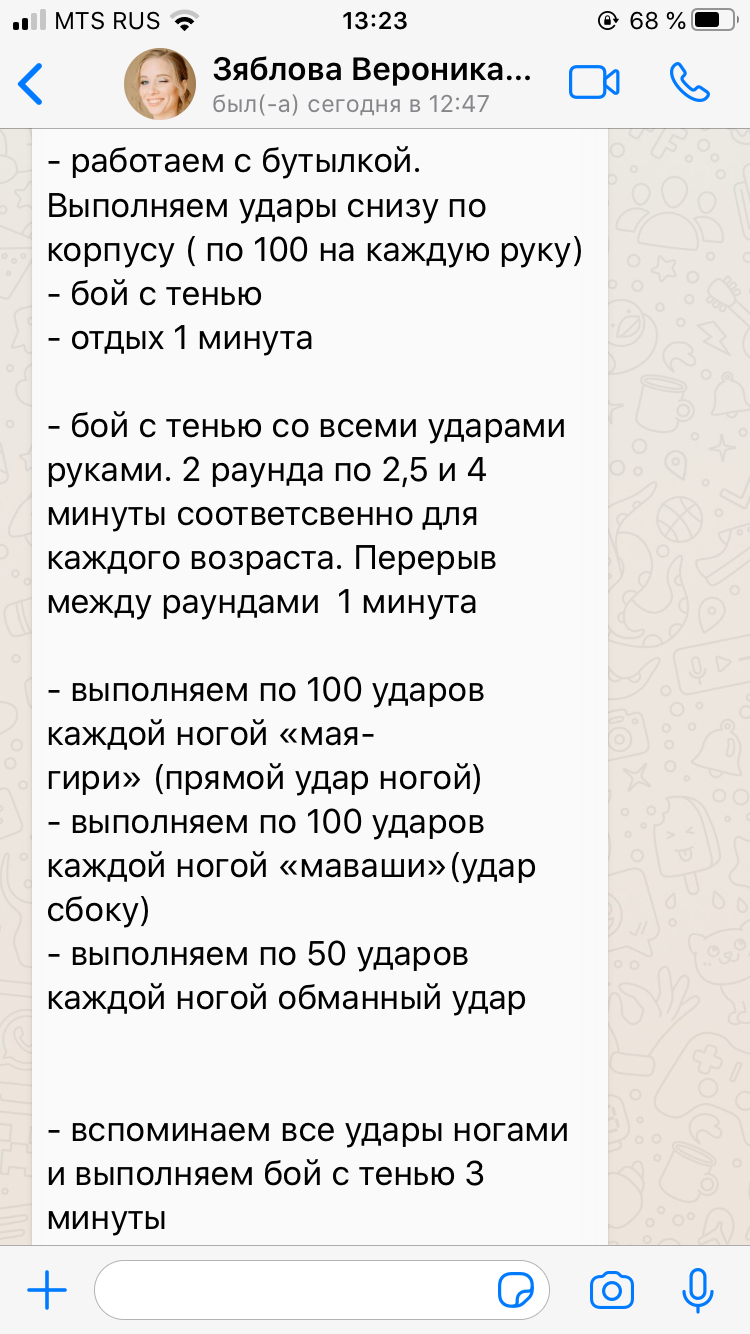 MTS RUS 13:23 68 %
Зяблова Вероника...
был(-а) сегодня в 12:47
- работаем с бутылкой.
Выполняем удары снизу по
корпусу ( по 100 на каждую руку)
- бой с тенью
- отдых 1 минута
- бой с тенью со всеми ударами
руками. 2 раунда по 2,5 и 4
минуты соответсвенно для
каждого возраста. Перерыв
между раундами  1 минута
- выполняем по 100 ударов
каждой ногой «мая-
гири» (прямой удар ногой)
- выполняем по 100 ударов
каждой ногой «маваши»(удар
сбоку)
- выполняем по 50 ударов
каждой ногой обманный удар
- вспоминаем все удары ногами
и выполняем бой с тенью 3
минуты